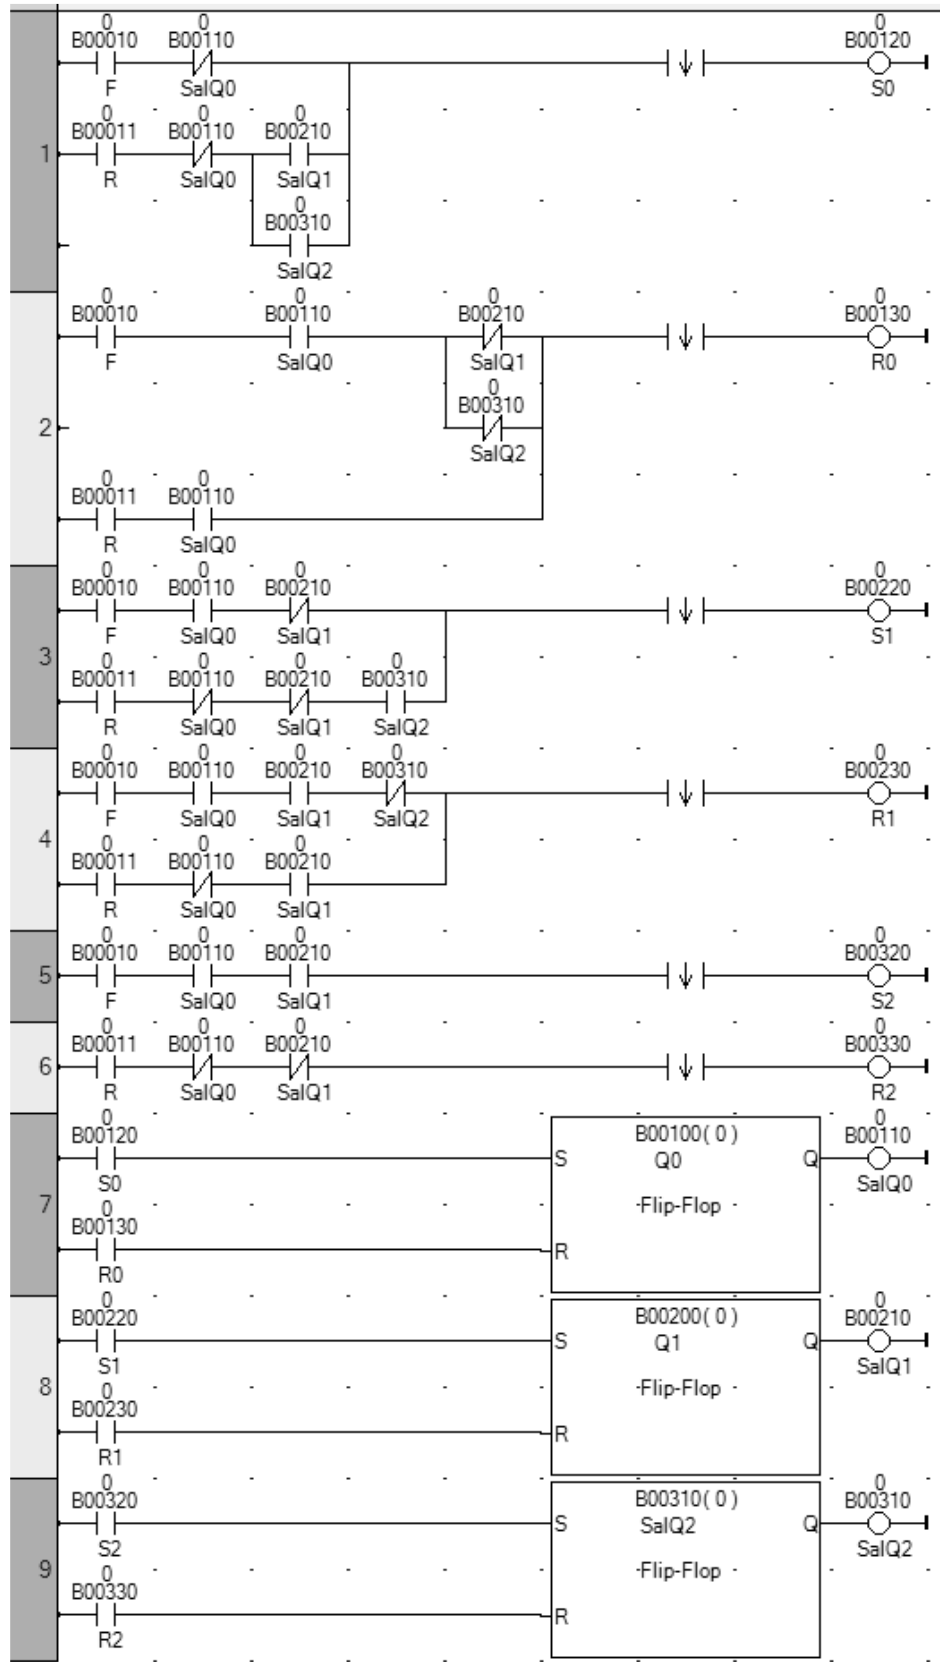 0 0 0
B00010 B00110 B00120
F SalQ0 S0
0 0 0
B00011 B00110 B00210
1
R SalQ0 SalQ1
0
B00310
SalQ2
0 0 0 0
B00010 B00110 B00210 B00130
F SalQ0 SalQ1 R0
0
B00310
2
SalQ2
0 0
B00011 B00110
R SalQ0
0 0 0 0
B00010 B00110 B00210 B00220
F SalQ0 SalQ1 S1
3
0 0 0 0
B00011 B00110 B00210 B00310
R SalQ0 SalQ1 SalQ2
0 0 0 0 0
B00010 B00110 B00210 B00310 B00230
F SalQ0 SalQ1 SalQ2 R1
4
0 0 0
B00011 B00110 B00210
R SalQ0 SalQ1
0 0 0 0
B00010 B00110 B00210 B00320
5
F SalQ0 SalQ1 S2
0 0 0 0
B00011 B00110 B00210 B00330
6
R SalQ0 SalQ1 R2
0 0
B00120 B00100( 0 ) B00110
S Q0 Q
S0 SalQ0
7 Flip-Flop
0
B00130
R
R0
0 0
B00220 B00200( 0 ) B00210
S Q1 Q
S1 SalQ1
8 Flip-Flop
0
B00230
R
R1
0 0
B00320 B00310( 0 ) B00310
S SalQ2 Q
S2 SalQ2
9 Flip-Flop
0
B00330
R
R2